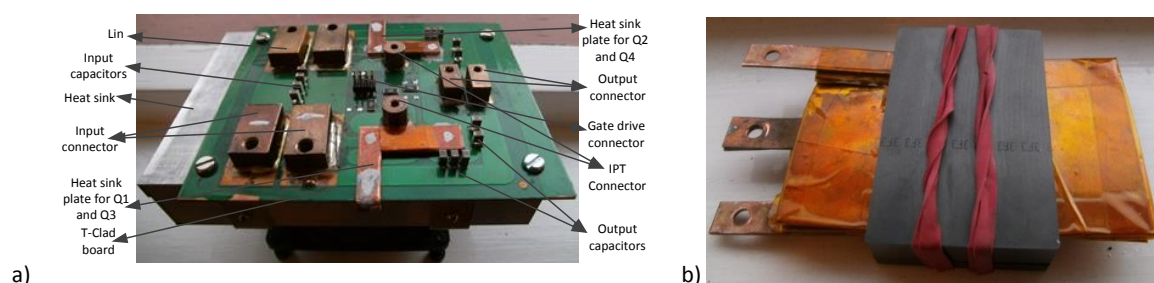 Lin
Input
capacitors
Heat sink
Input
connector
Heat sink
plate for Q1
and Q3
T-Clad
board
Heat sink
plate for Q2
and Q4
Output
connector
Gate drive
connector
IPT
Connector
Output
capacitors
a)
b)